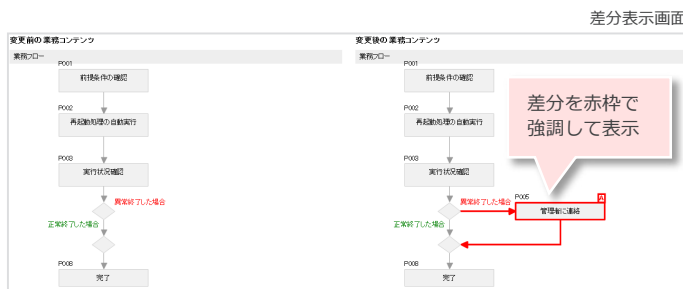 差分表示画面
変更前の業務コンテンツ
業務フロー
P001
前提条件の確認
P002
再起動処理の自動実行
P003
実行状況確認
異常終了した場合
正常終了した場合
P008
完了
変更後の業務コンテンツ
業務フロー
P001
前提条件の確認
P002
再起動処理の自動実行
P003
実行状況確認
異常終了した場合
P005
A
管理者に連絡
正常終了した場合
P008
完了
差分を赤枠で
強調して表示